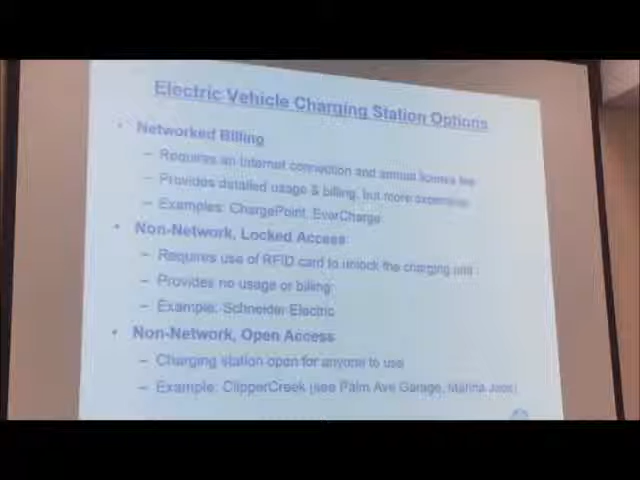 Electric Vehicle Charging Station Options
• Networked Billing
– Requires an Internet connection and annual license fee
– Provides detailed usage & billing, but more expensive
– Examples: ChargePoint, EverCharge
• Non-Network, Locked Access:
– Requires use of RFID card to unlock the charging unit
– Provides no usage or billing
– Example: Schneider Electric
• Non-Network, Open Access
– Charging station open for anyone to use
– Example: ClipperCreek (see Palm Ave Garage, Marina Jack)